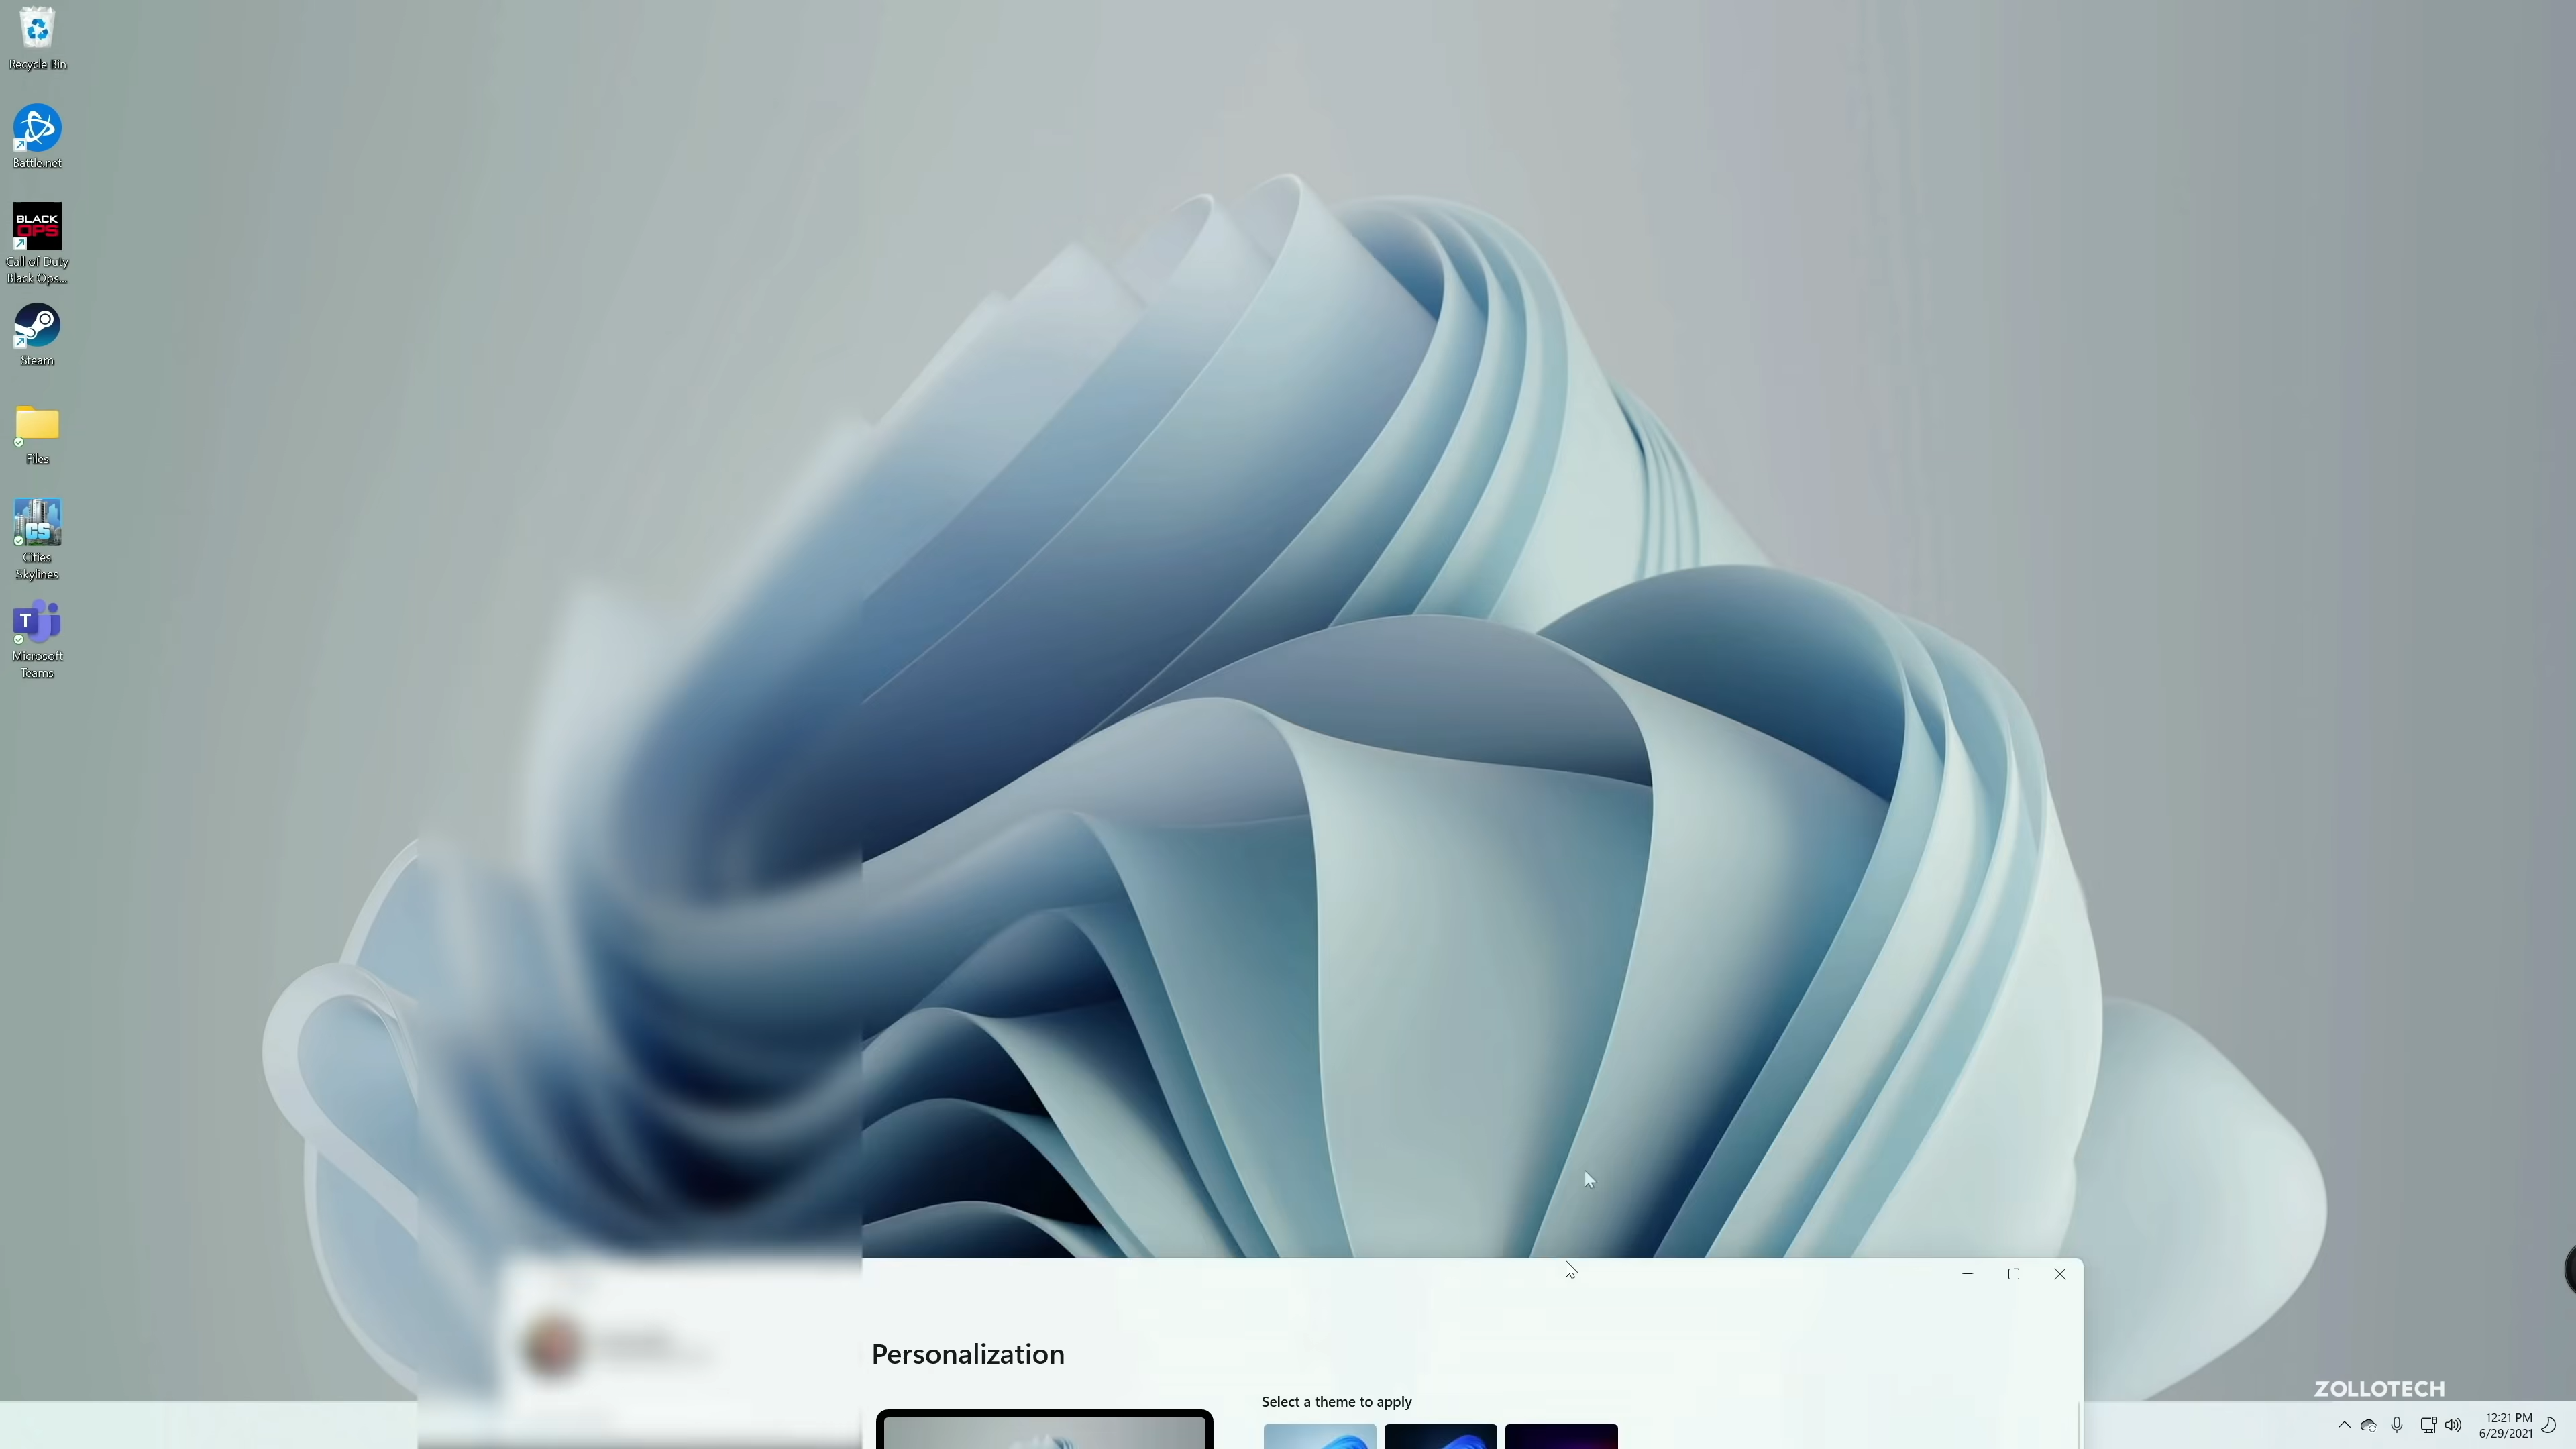 Recycle Bin
Battle.net
BLACK
OPS
Call of Duty
Black Ops...
Steam
Files
CS
Cities
Skylines
T
Microsoft
Teams
Personalization
Select a theme to apply
ZOLLOTECH
12:21 PM
6/29/2021